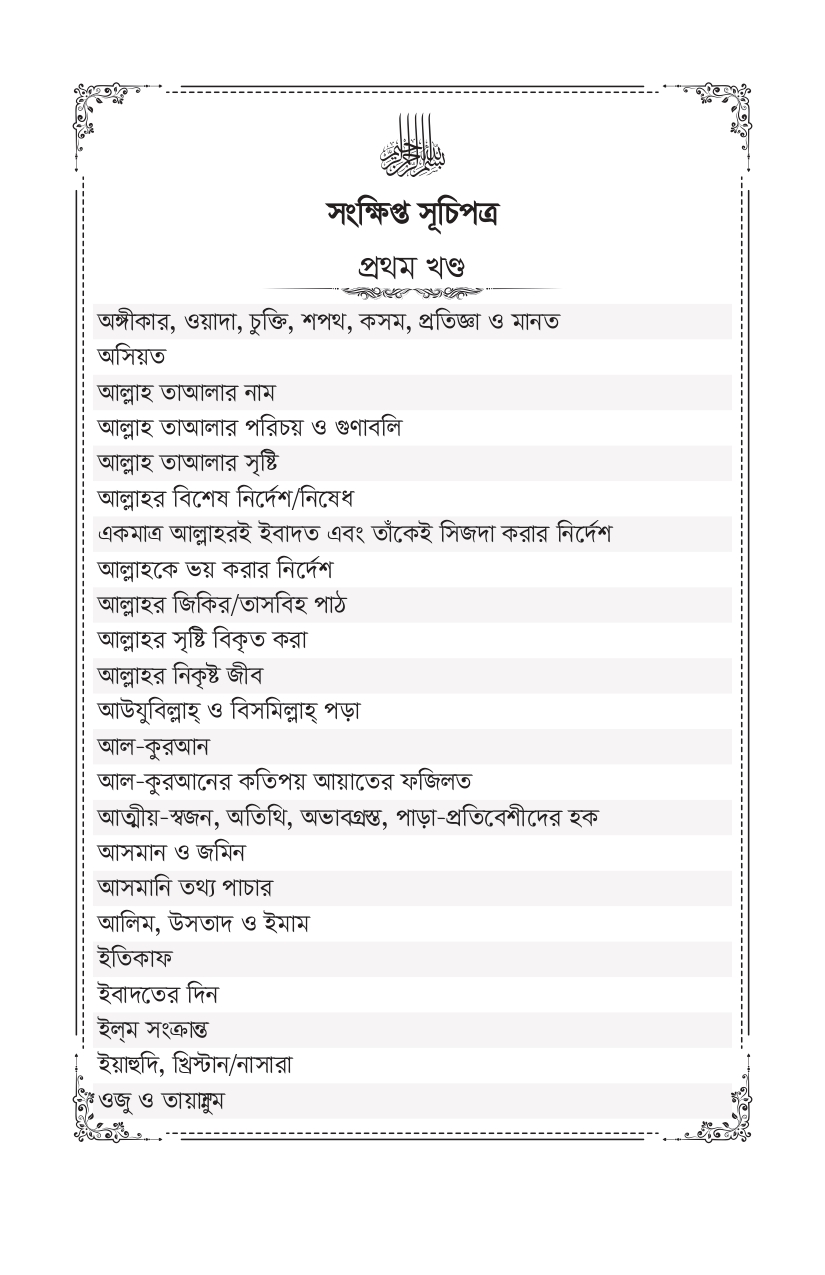 بسم الله الرحمن الرحيم
সংক্ষিপ্ত সূচিপত্র
প্রথম খণ্ড
অঙ্গীকার, ওয়াদা, চুক্তি, শপথ, কসম, প্রতিজ্ঞা ও মানত
অসিয়ত
আল্লাহ তাআলার নাম
আল্লাহ তাআলার পরিচয় ও গুণাবলি
আল্লাহ তাআলার সৃষ্টি
আল্লাহর বিশেষ নির্দেশ/নিষেধ
একমাত্র আল্লাহরই ইবাদত এবং তাঁকেই সিজদা করার নির্দেশ
আল্লাহকে ভয় করার নির্দেশ
আল্লাহর জিকির/তাসবিহ পাঠ
আল্লাহর সৃষ্টি বিকৃত করা
আল্লাহর নিকৃষ্ট জীব
আউযুবিল্লাহ্ ও বিসমিল্লাহ্ পড়া
আল-কুরআন
আল-কুরআনের কতিপয় আয়াতের ফজিলত
আত্মীয়-স্বজন, অতিথি, অভাবগ্রস্ত, পাড়া-প্রতিবেশীদের হক
আসমান ও জমিন
আসমানি তথ্য পাচার
আলিম, উসতাদ ও ইমাম
ইতিকাফ
ইবাদতের দিন
ইল্‌ম সংক্রান্ত
ইয়াহুদি, খ্রিস্টান/নাসারা
ওজু ও তায়াম্মুম